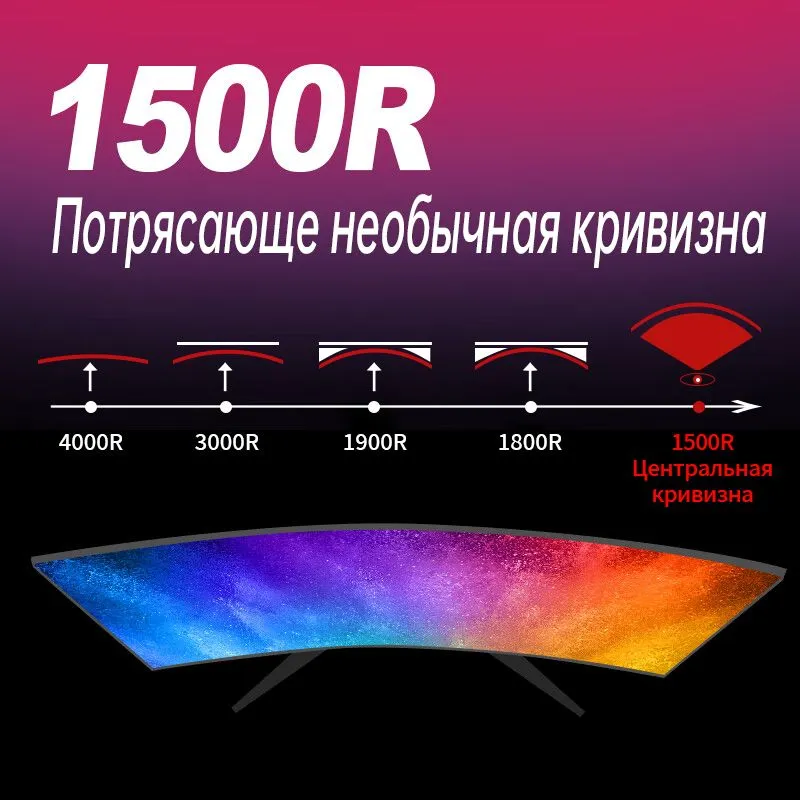 1500R
Потрясающе необычная кривизна
4000R
3000R
1900R
1800R
1500R
Центральная
кривизна